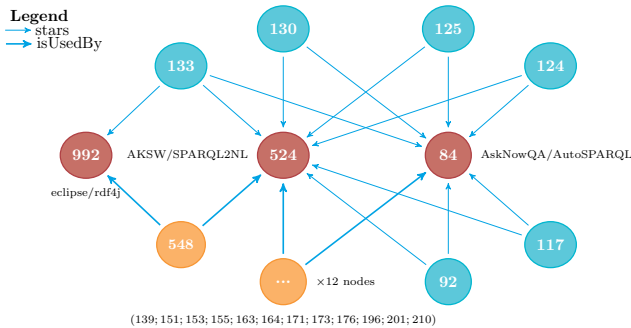 Legend
stars
isUsedBy
130
125
133
124
992
AKSW/SPARQL2NL
524
84
AskNowQA/AutoSPARQL
eclipse/rdf4j
548
117
...
×12 nodes
92
(139; 151; 153; 155; 163; 164; 171; 173; 176; 196; 201; 210)